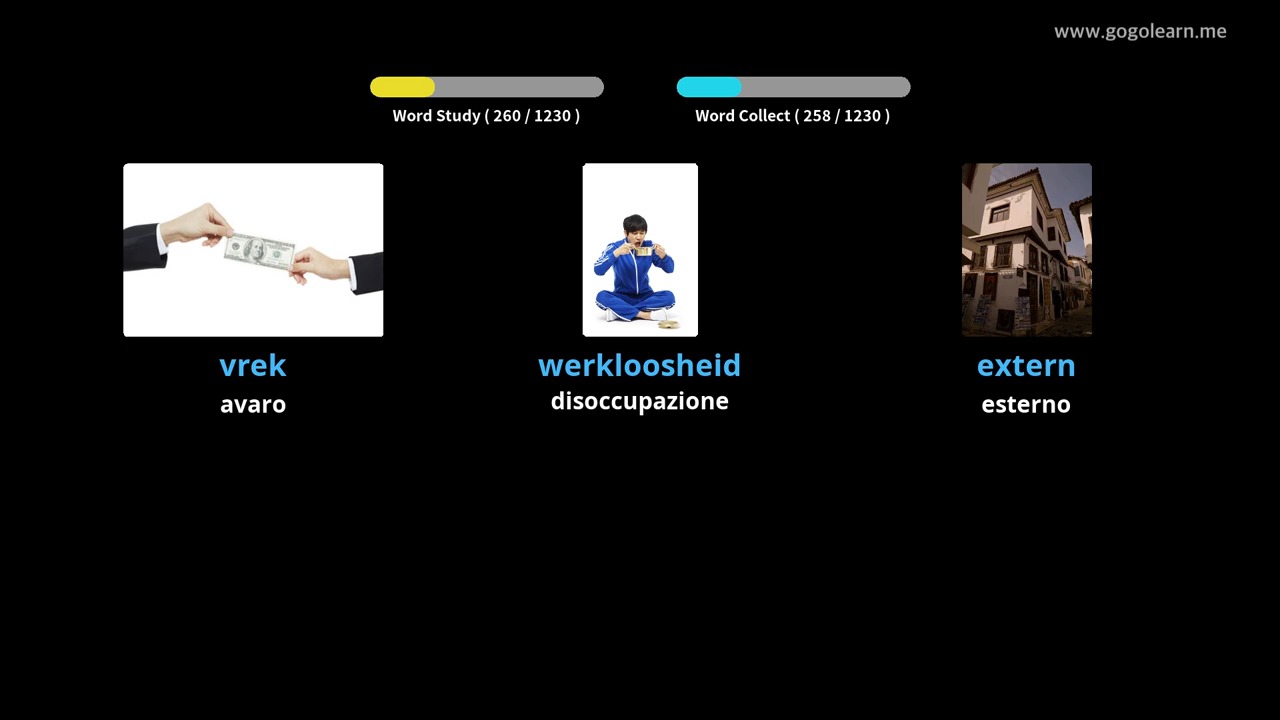 www.gogolearn.me
Word Study ( 260 / 1230 )
Word Collect ( 258 / 1230 )
vrek
werkloosheid
extern
avaro
disoccupazione
esterno